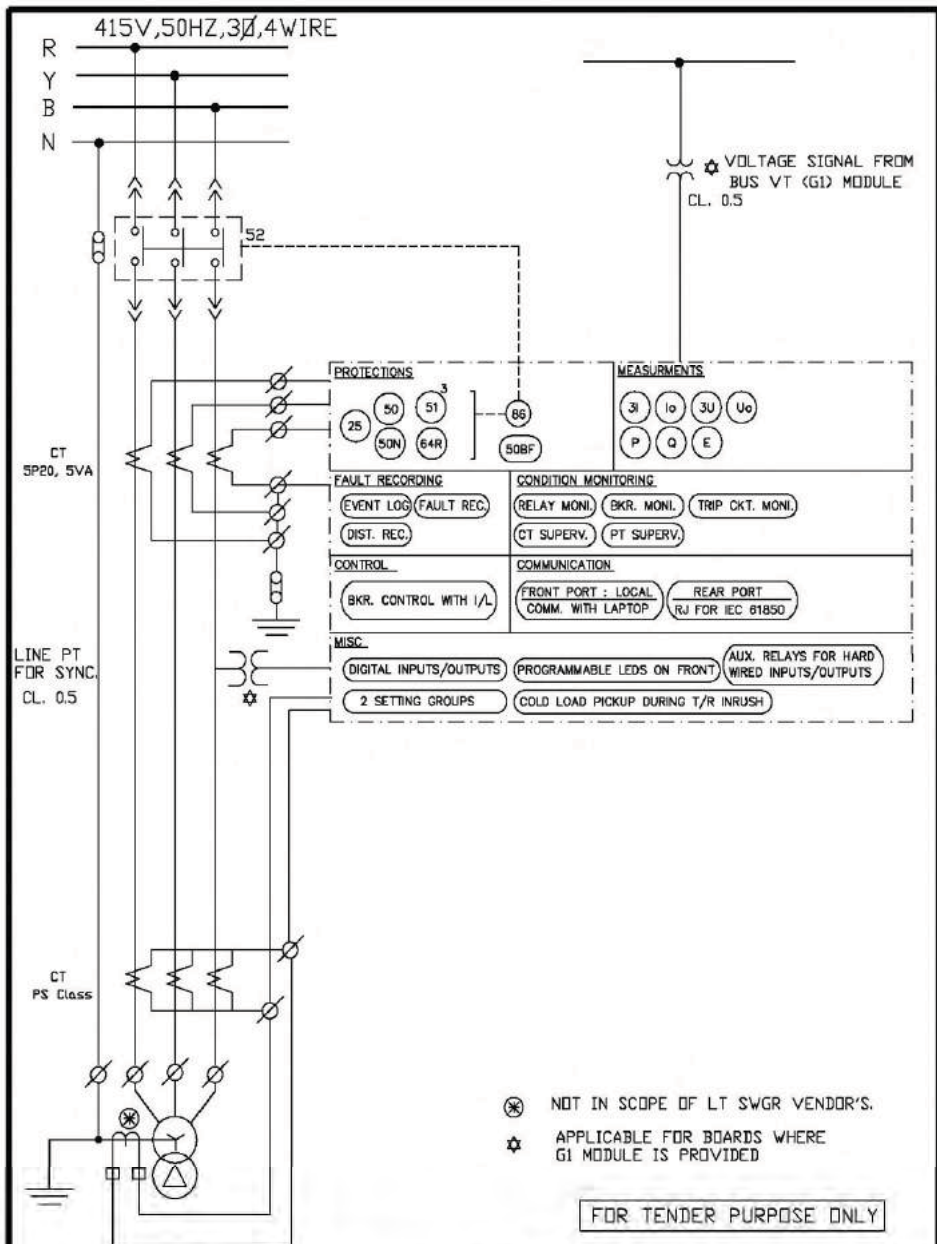 415V,50HZ,3Ø,4WIRE
R
Y
B
N
VOLTAGE SIGNAL FROM
BUS VT (G1) MODULE
CL. 0.5
52
PROTECTIONS
25
50
51
3
50N
64R
86
50BF
MEASURMENTS
3I
Io
3U
Uo
P
Q
E
CT
5P20, 5VA
FAULT RECORDING
EVENT LOG
FAULT REC.
DIST. REC.
CONDITION MONITORING
RELAY MONI.
BKR. MONI.
TRIP CKT. MONI.
CT SUPERV.
PT SUPERV.
CONTROL
BKR. CONTROL WITH I/L
COMMUNICATION
FRONT PORT : LOCAL
COMM. WITH LAPTOP
REAR PORT
RJ FOR IEC 61850
LINE PT
FOR SYNC.
CL. 0.5
MISC
DIGITAL INPUTS/OUTPUTS
PROGRAMMABLE LEDS ON FRONT
AUX. RELAYS FOR HARD
WIRED INPUTS/OUTPUTS
2 SETTING GROUPS
COLD LOAD PICKUP DURING T/R INRUSH
CT
PS Class
NOT IN SCOPE OF LT SWGR VENDOR'S.
APPLICABLE FOR BOARDS WHERE
G1 MODULE IS PROVIDED
FOR TENDER PURPOSE ONLY